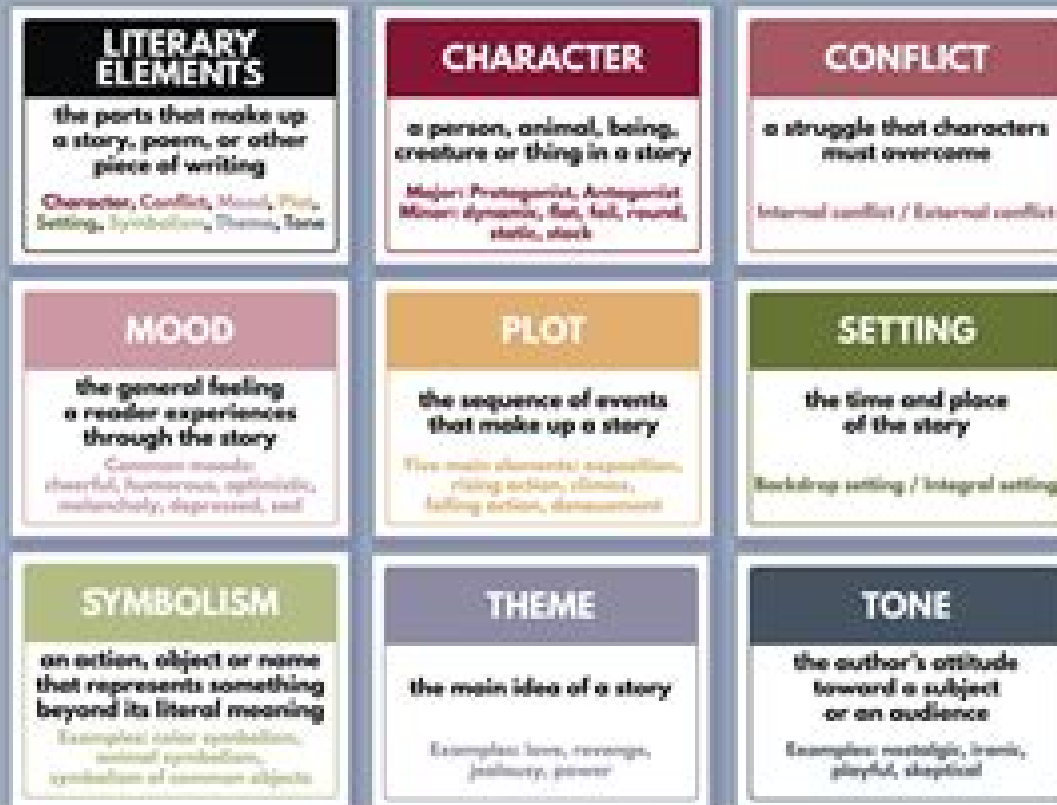 LITERARY
ELEMENTS
the parts that make up
a story, poem, or other
piece of writing
Character, Conflict, Mood, Plot,
Setting, Symbolism, Theme, Tone
CHARACTER
a person, animal, being,
creature or thing in a story
Major: Protagonist, Antagonist
Minor: dynamic, flat, foil, round,
static, stock
CONFLICT
a struggle that characters
must overcome
Internal conflict / External conflict
MOOD
the general feeling
a reader experiences
through the story
Common moods:
cheerful, humorous, optimistic,
melancholy, depressed, sad
PLOT
the sequence of events
that make up a story
Five main elements: exposition,
rising action, climax,
falling action, denouement
SETTING
the time and place
of the story
Backdrop setting / Integral setting
SYMBOLISM
an action, object or name
that represents something
beyond its literal meaning
Examples: color symbolism,
animal symbolism,
symbolism of common objects
THEME
the main idea of a story
Examples: love, revenge,
jealousy, power
TONE
the author's attitude
toward a subject
or an audience
Examples: nostalgic, ironic,
playful, skeptical